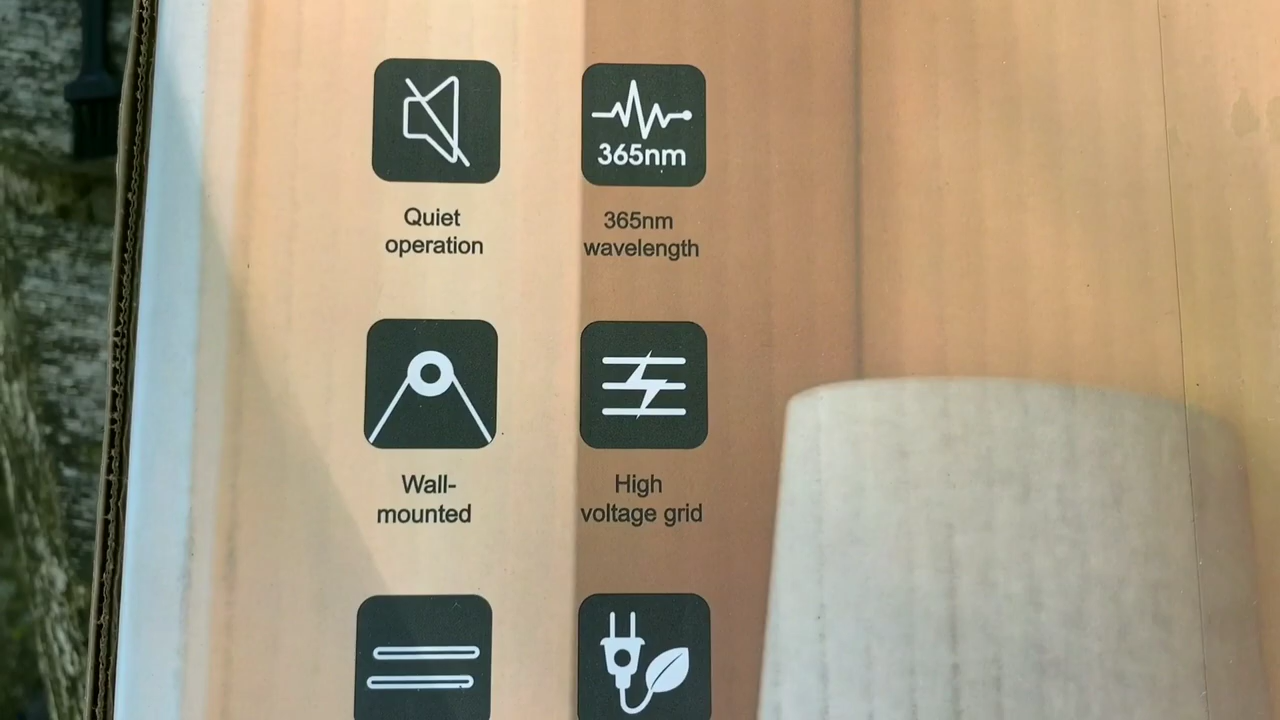 365nm
Quiet
operation
365nm
wavelength
Wall-
mounted
High
voltage grid